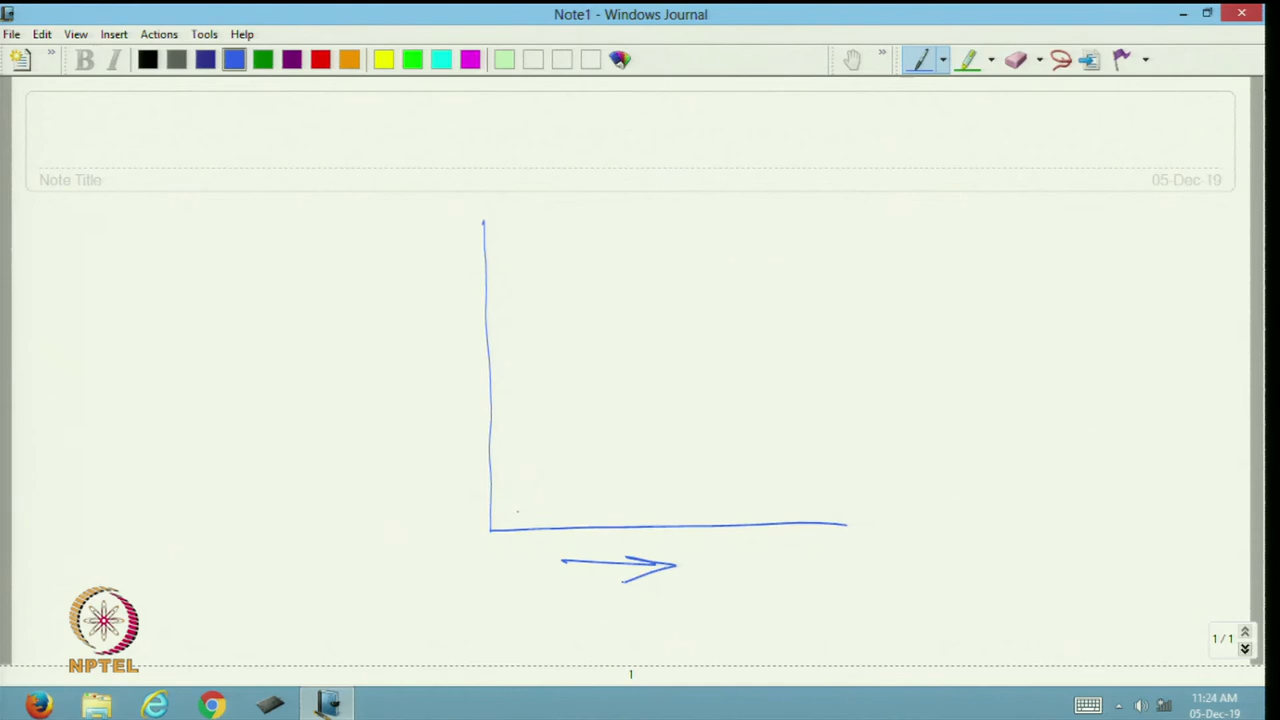 Note1 - Windows Journal
File Edit View Insert Actions Tools Help
B I
Note Title
05-Dec-19
NPTEL
1 / 1
1
11:24 AM
05-Dec-19